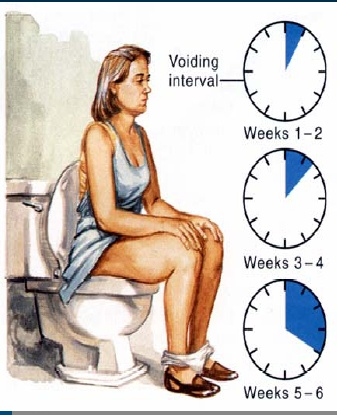 Voiding
interval
Weeks 1–2
Weeks 3–4
Weeks 5–6